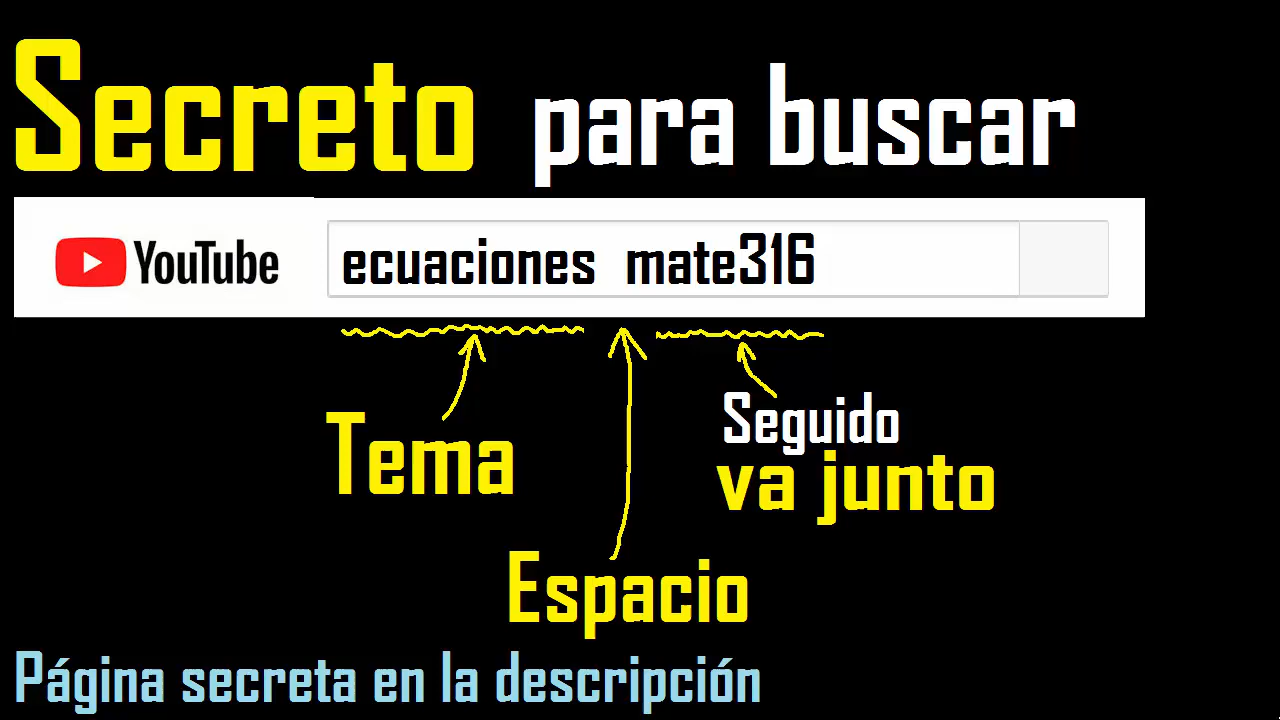 Secreto para buscar
YouTube ecuaciones mate316
Tema
Seguido
va junto
Espacio
Página secreta en la descripción